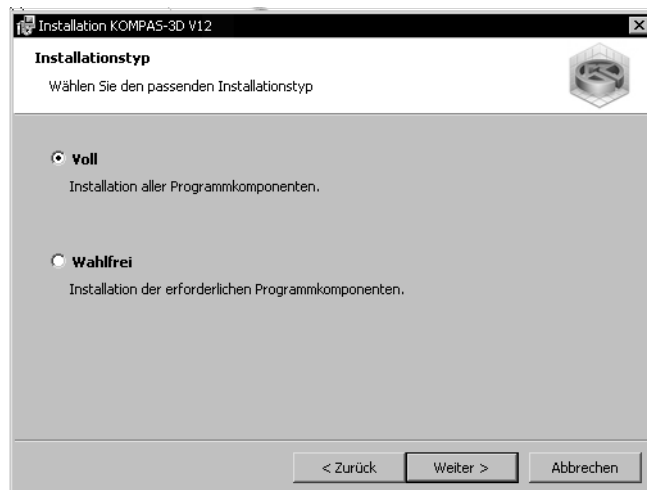 Installation KOMPAS-3D V12
Installationstyp
Wählen Sie den passenden Installationstyp
Voll
Installation aller Programmkomponenten.
Wahlfrei
Installation der erforderlichen Programmkomponenten.
< Zurück
Weiter >
Abbrechen